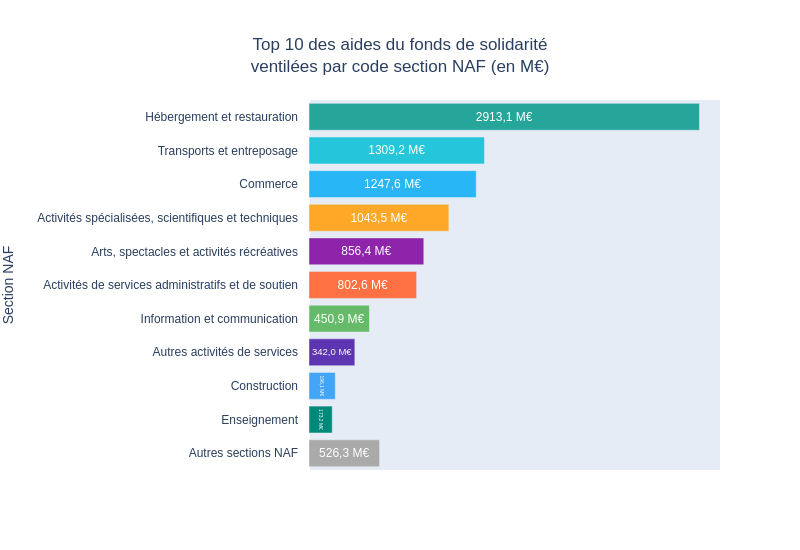 Top 10 des aides du fonds de solidarité
ventilées par code section NAF (en M€)
Section NAF
Hébergement et restauration 2913,1 M€
Transports et entreposage 1309,2 M€
Commerce 1247,6 M€
Activités spécialisées, scientifiques et techniques 1043,5 M€
Arts, spectacles et activités récréatives 856,4 M€
Activités de services administratifs et de soutien 802,6 M€
Information et communication 450,9 M€
Autres activités de services 342,0 M€
Construction
Enseignement
Autres sections NAF 526,3 M€